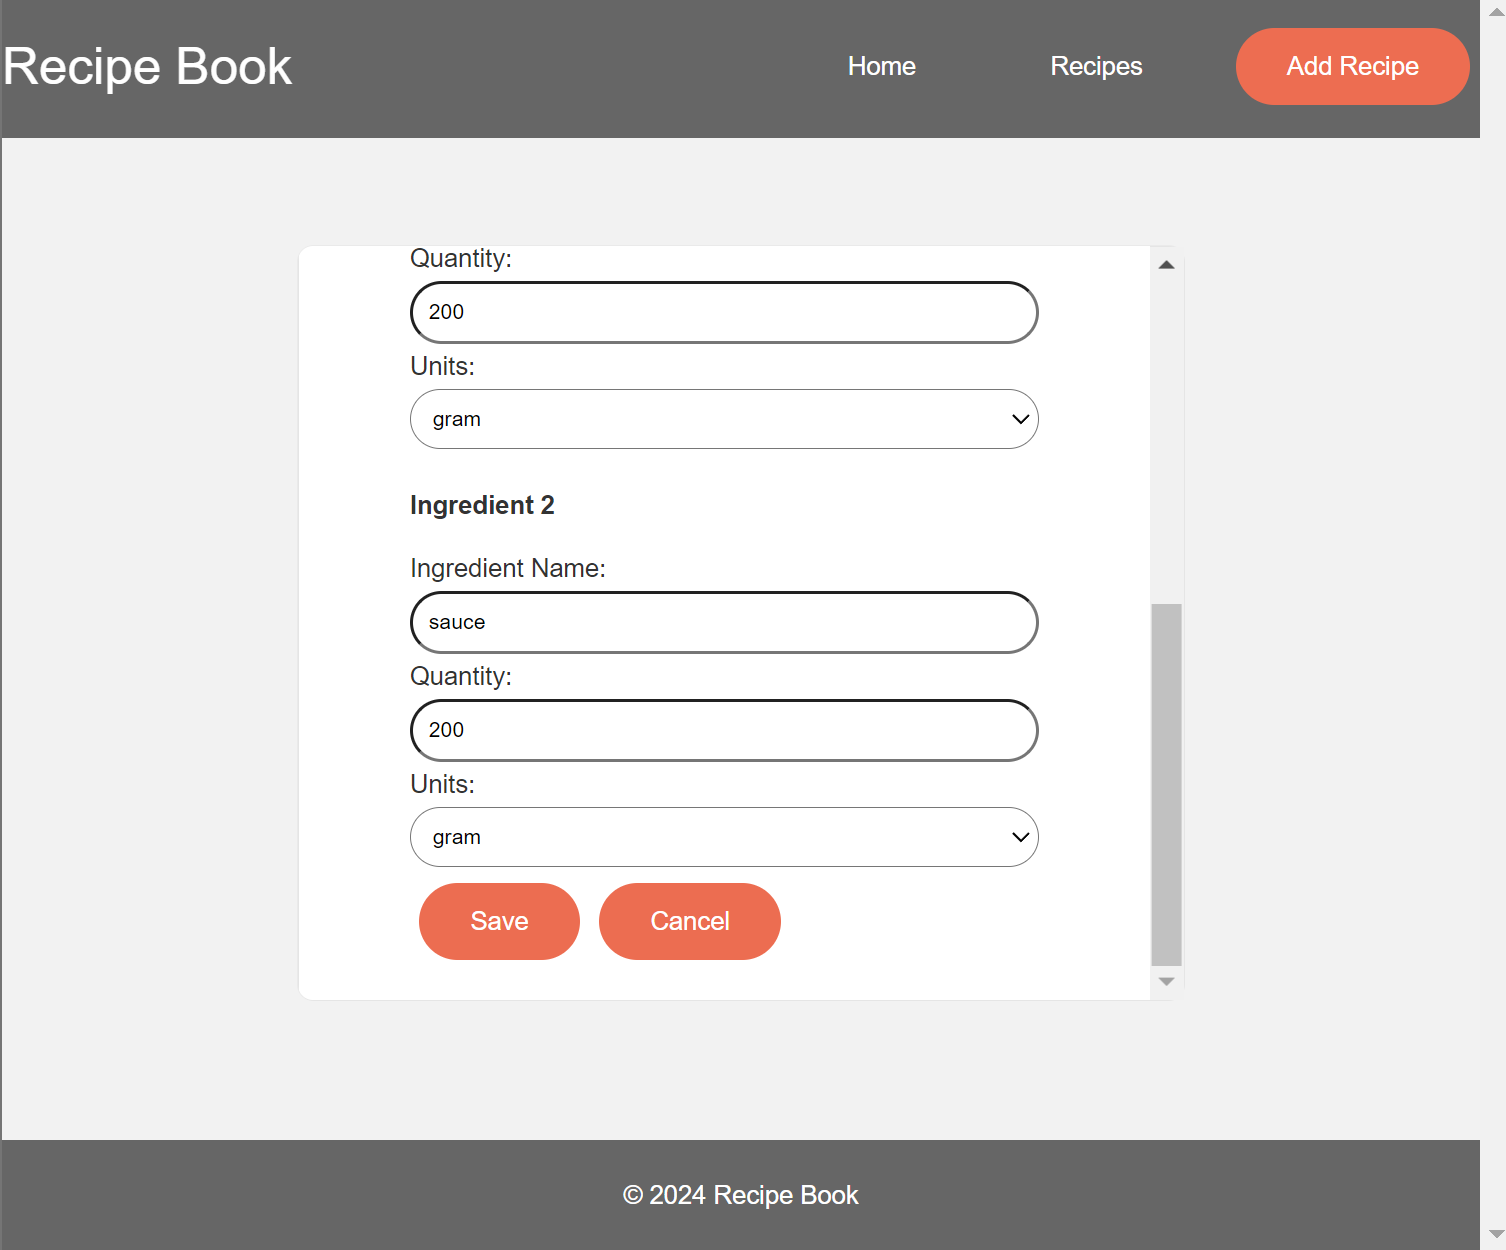 Recipe Book
Home
Recipes
Add Recipe
Quantity:
200
Units:
gram
Ingredient 2
Ingredient Name:
sauce
Quantity:
200
Units:
gram
Save
Cancel
© 2024 Recipe Book